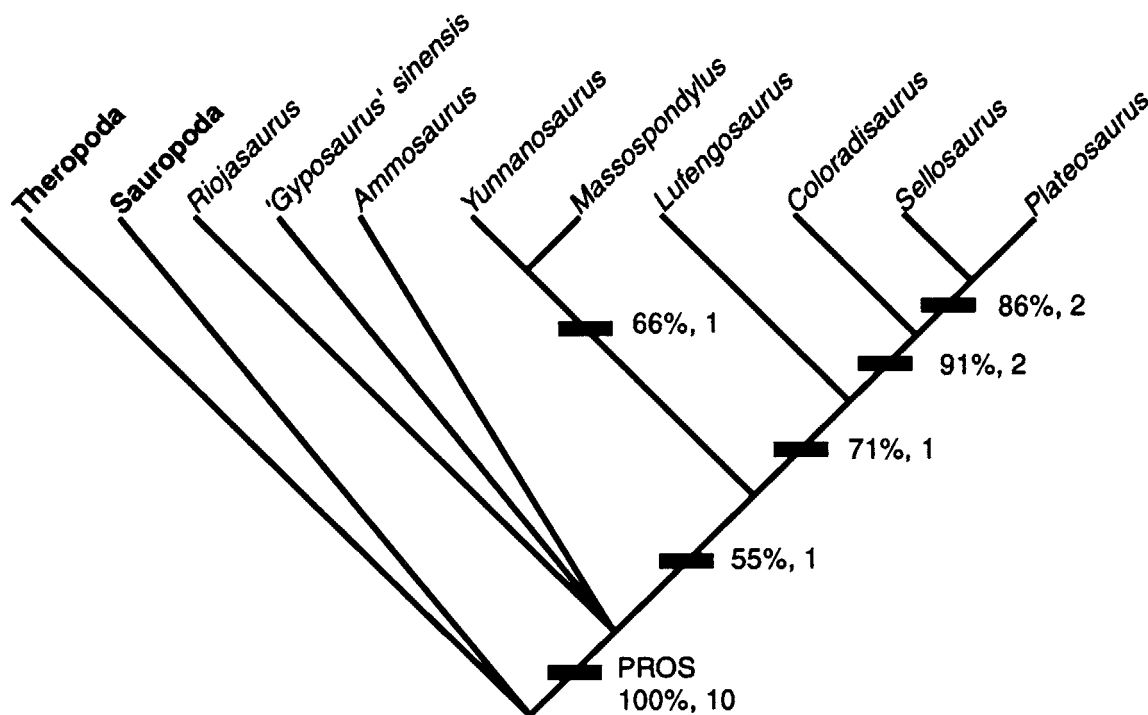 Theropoda
Sauropoda
Riojasaurus
'Gyposaurus' sinensis
Ammosaurus
Yunnanosaurus
Massospondylus
Lufengosaurus
Coloradisaurus
Sellosaurus
Plateosaurus
86%, 2
66%, 1
91%, 2
71%, 1
55%, 1
PROS
100%, 10